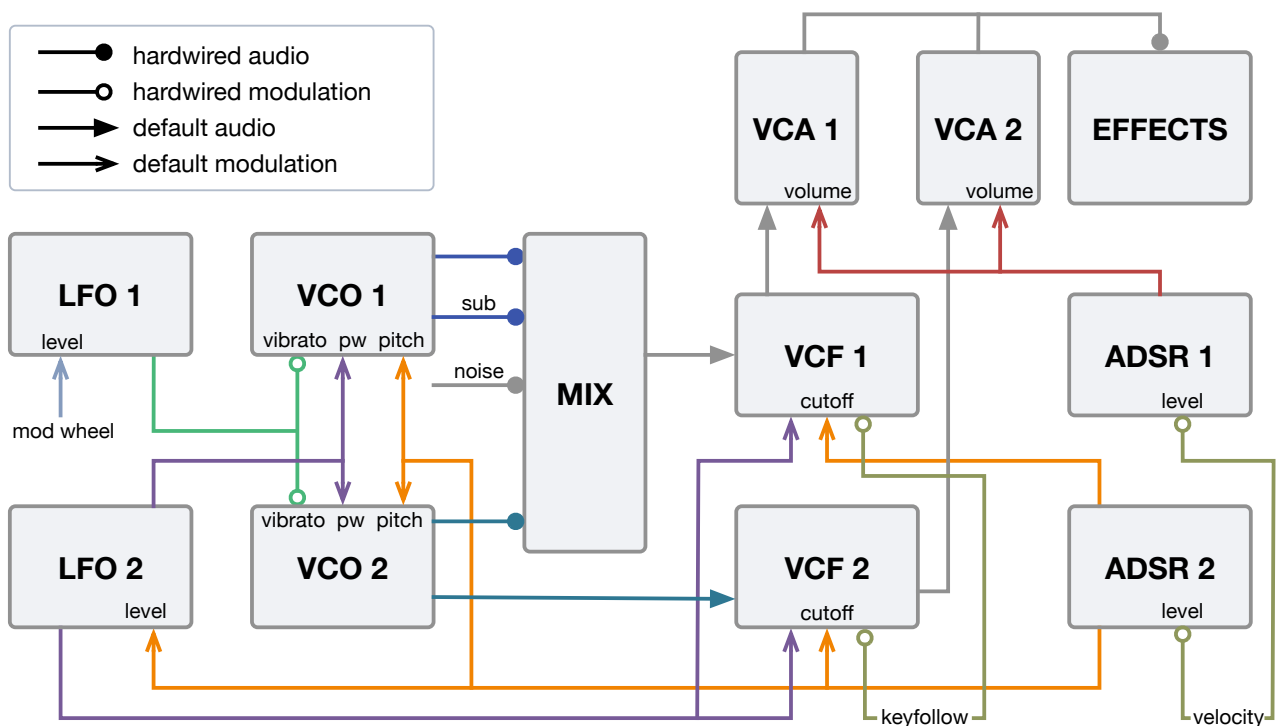 hardwired audio
hardwired modulation
default audio
default modulation
VCA 1
volume
VCA 2
volume
EFFECTS
LFO 1
level
mod wheel
VCO 1
vibrato pw pitch
sub
noise
MIX
VCF 1
cutoff
ADSR 1
level
LFO 2
level
vibrato pw pitch
VCO 2
VCF 2
cutoff
ADSR 2
level
keyfollow
velocity